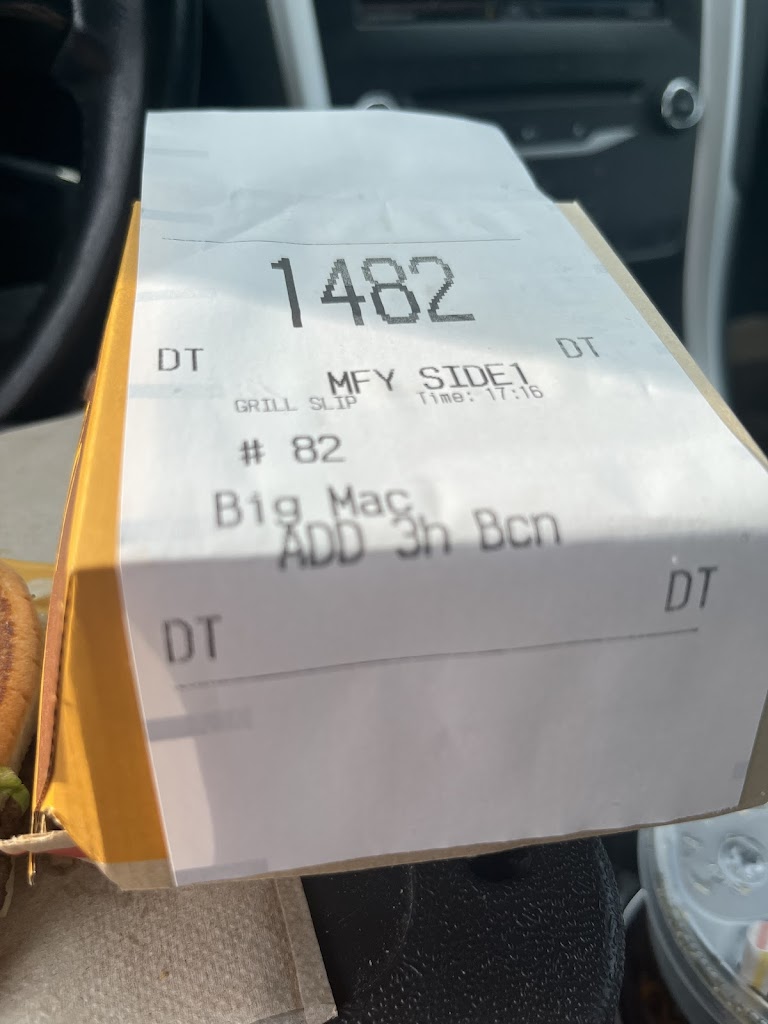 1482
DT DT
MFY SIDE1
GRILL SLIP Time: 17:16
# 82
Big Mac
ADD 3h Bcn
DT DT